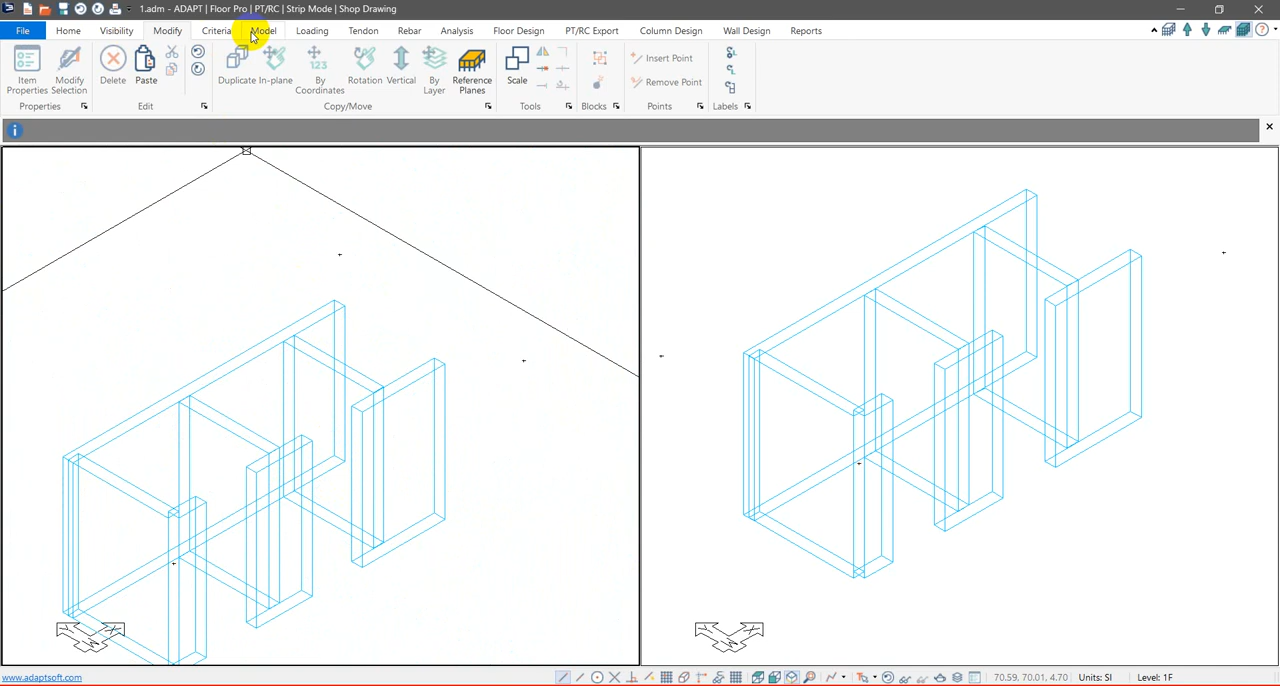 1.adm - ADAPT | Floor Pro | PT/RC | Strip Mode | Shop Drawing
File Home Visibility Modify Criteria Model Loading Tendon Rebar Analysis Floor Design PT/RC Export Column Design Wall Design Reports
Item Properties
Modify Selection
Properties
Delete
Paste
Edit
Duplicate
In-plane
By Coordinates
Rotation
Vertical
By Layer
Reference Planes
Copy/Move
Scale
Tools
Blocks
Insert Point
Remove Point
Points
Labels
www.adaptsoft.com
70.59, 70.01, 4.70 Units: SI Level: 1F